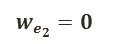 w_{e_2} = 0